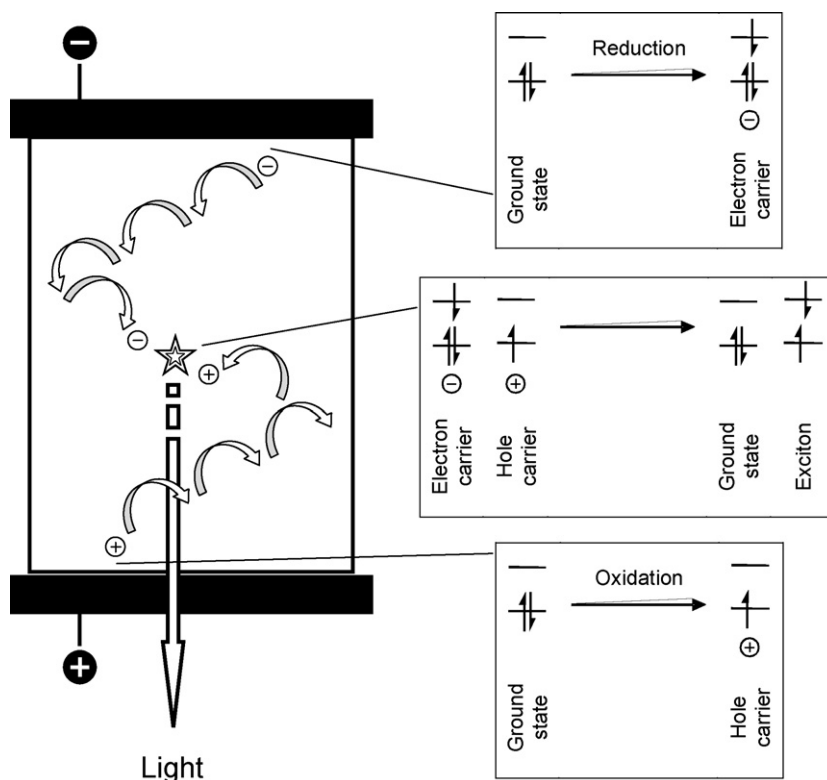 Reduction
Ground
state
Electron
carrier
Electron
carrier
Hole
carrier
Ground
state
Exciton
Oxidation
Ground
state
Hole
carrier
Light